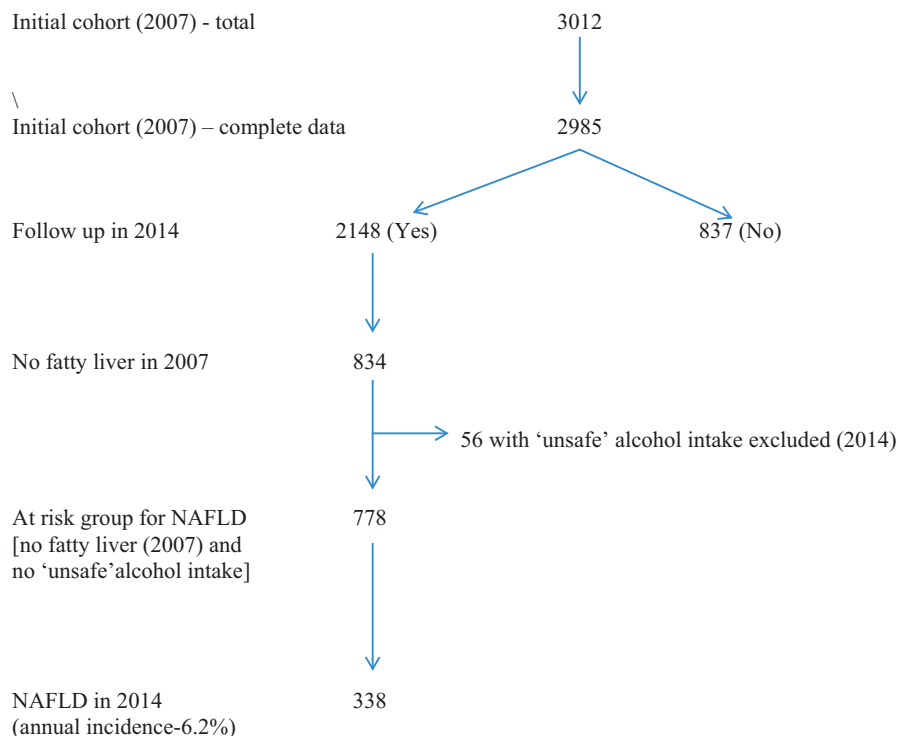 Initial cohort (2007) - total 3012
\
Initial cohort (2007) – complete data 2985
Follow up in 2014 2148 (Yes) 837 (No)
No fatty liver in 2007 834
56 with ‘unsafe’ alcohol intake excluded (2014)
At risk group for NAFLD 778
[no fatty liver (2007) and
no ‘unsafe’alcohol intake]
NAFLD in 2014 338
(annual incidence-6.2%)